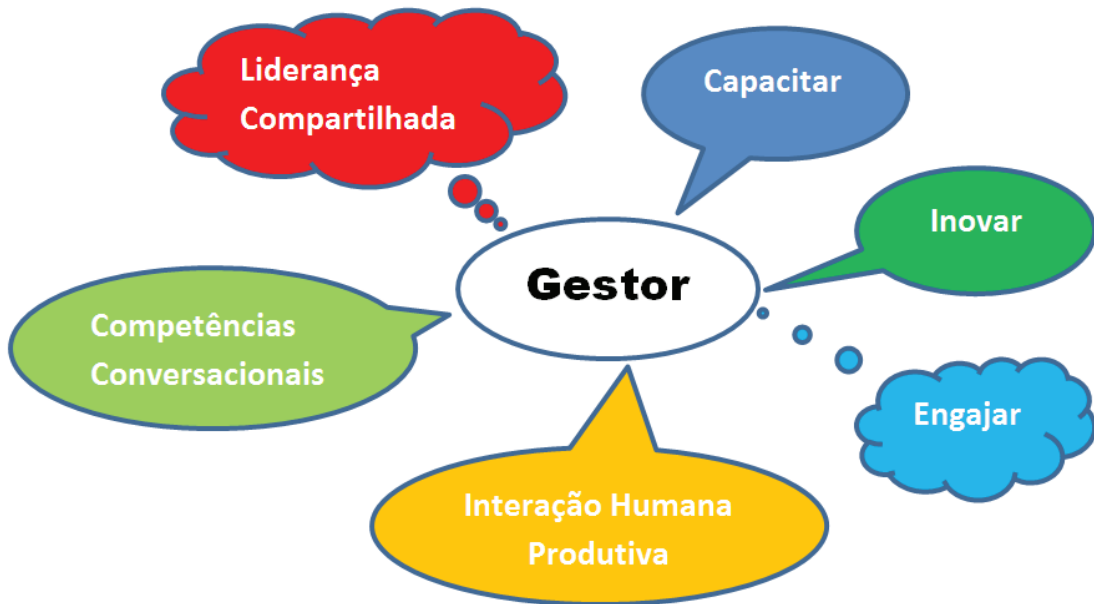 Liderança
Compartilhada
Capacitar
Inovar
Gestor
Competências
Conversacionais
Engajar
Interação Humana
Produtiva